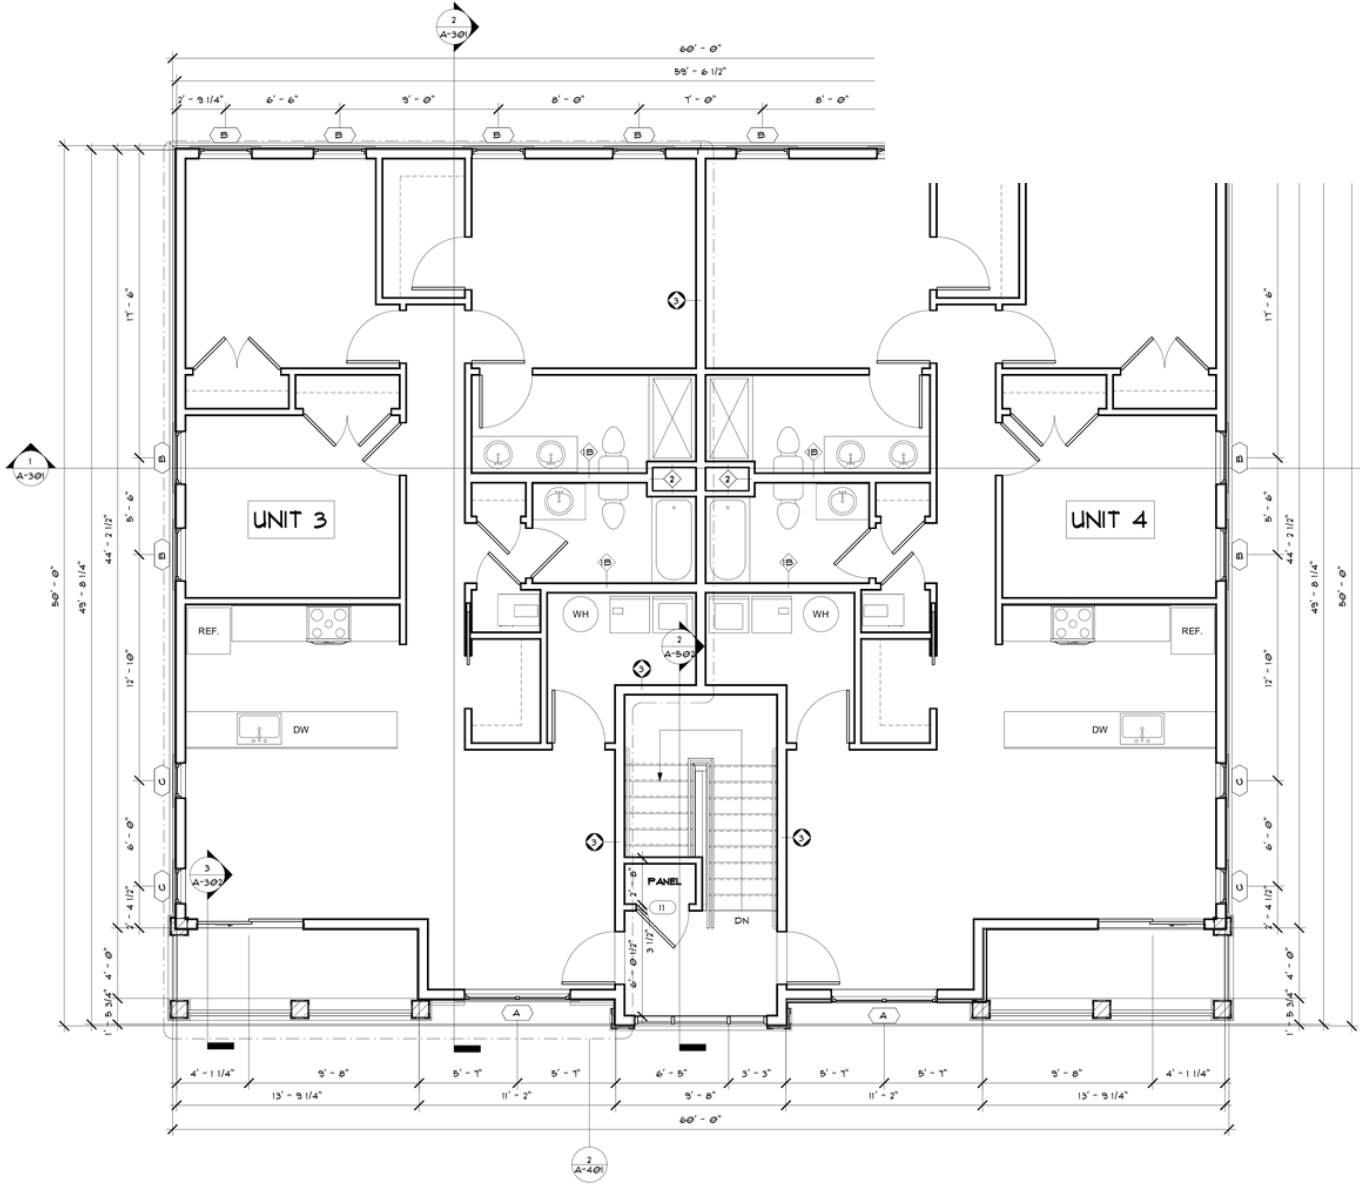 2
A-301
60' - 0"
59' - 6 1/2"
2' - 9 1/4" 6' - 6" 9' - 0" 8' - 0" 7' - 0" 8' - 0"
B B B B B
17' - 6" 17' - 6"
3
1
A-301
B B B B
2 2
5' - 6" UNIT 3 UNIT 4 5' - 6"
44' - 2 1/2" 44' - 2 1/2"
B B B B
50' - 0" 49' - 8 1/4" 49' - 8 1/4" 50' - 0"
REF. WH WH REF.
2
A-502
12' - 10" 3 12' - 10"
DW DW
C C
6' - 0" 3 3 6' - 0"
3
A-302
PANEL
2' - 8"
C 11 C
2' - 4 1/2" DN 2' - 4 1/2"
3 1/2"
4' - 0" 6' - 0 1/2" 4' - 0"
A A
1' - 5 3/4" 1' - 5 3/4"
4' - 1 1/4" 9' - 8" 5' - 7" 5' - 7" 6' - 5" 3' - 3" 5' - 7" 5' - 7" 9' - 8" 4' - 1 1/4"
13' - 9 1/4" 11' - 2" 9' - 8" 11' - 2" 13' - 9 1/4"
60' - 0"
2
A-401